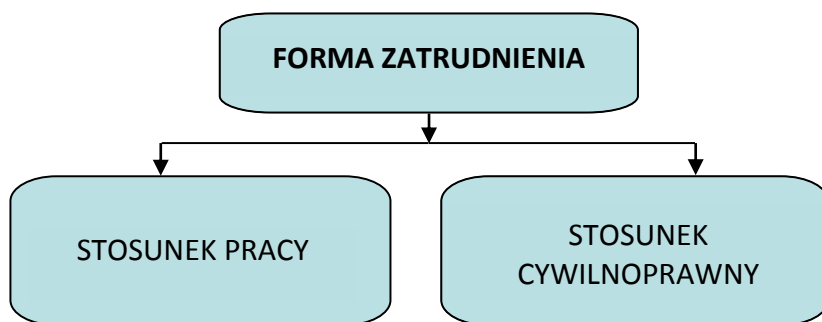 FORMA ZATRUDNIENIA
STOSUNEK PRACY
STOSUNEK
CYWILNOPRAWNY